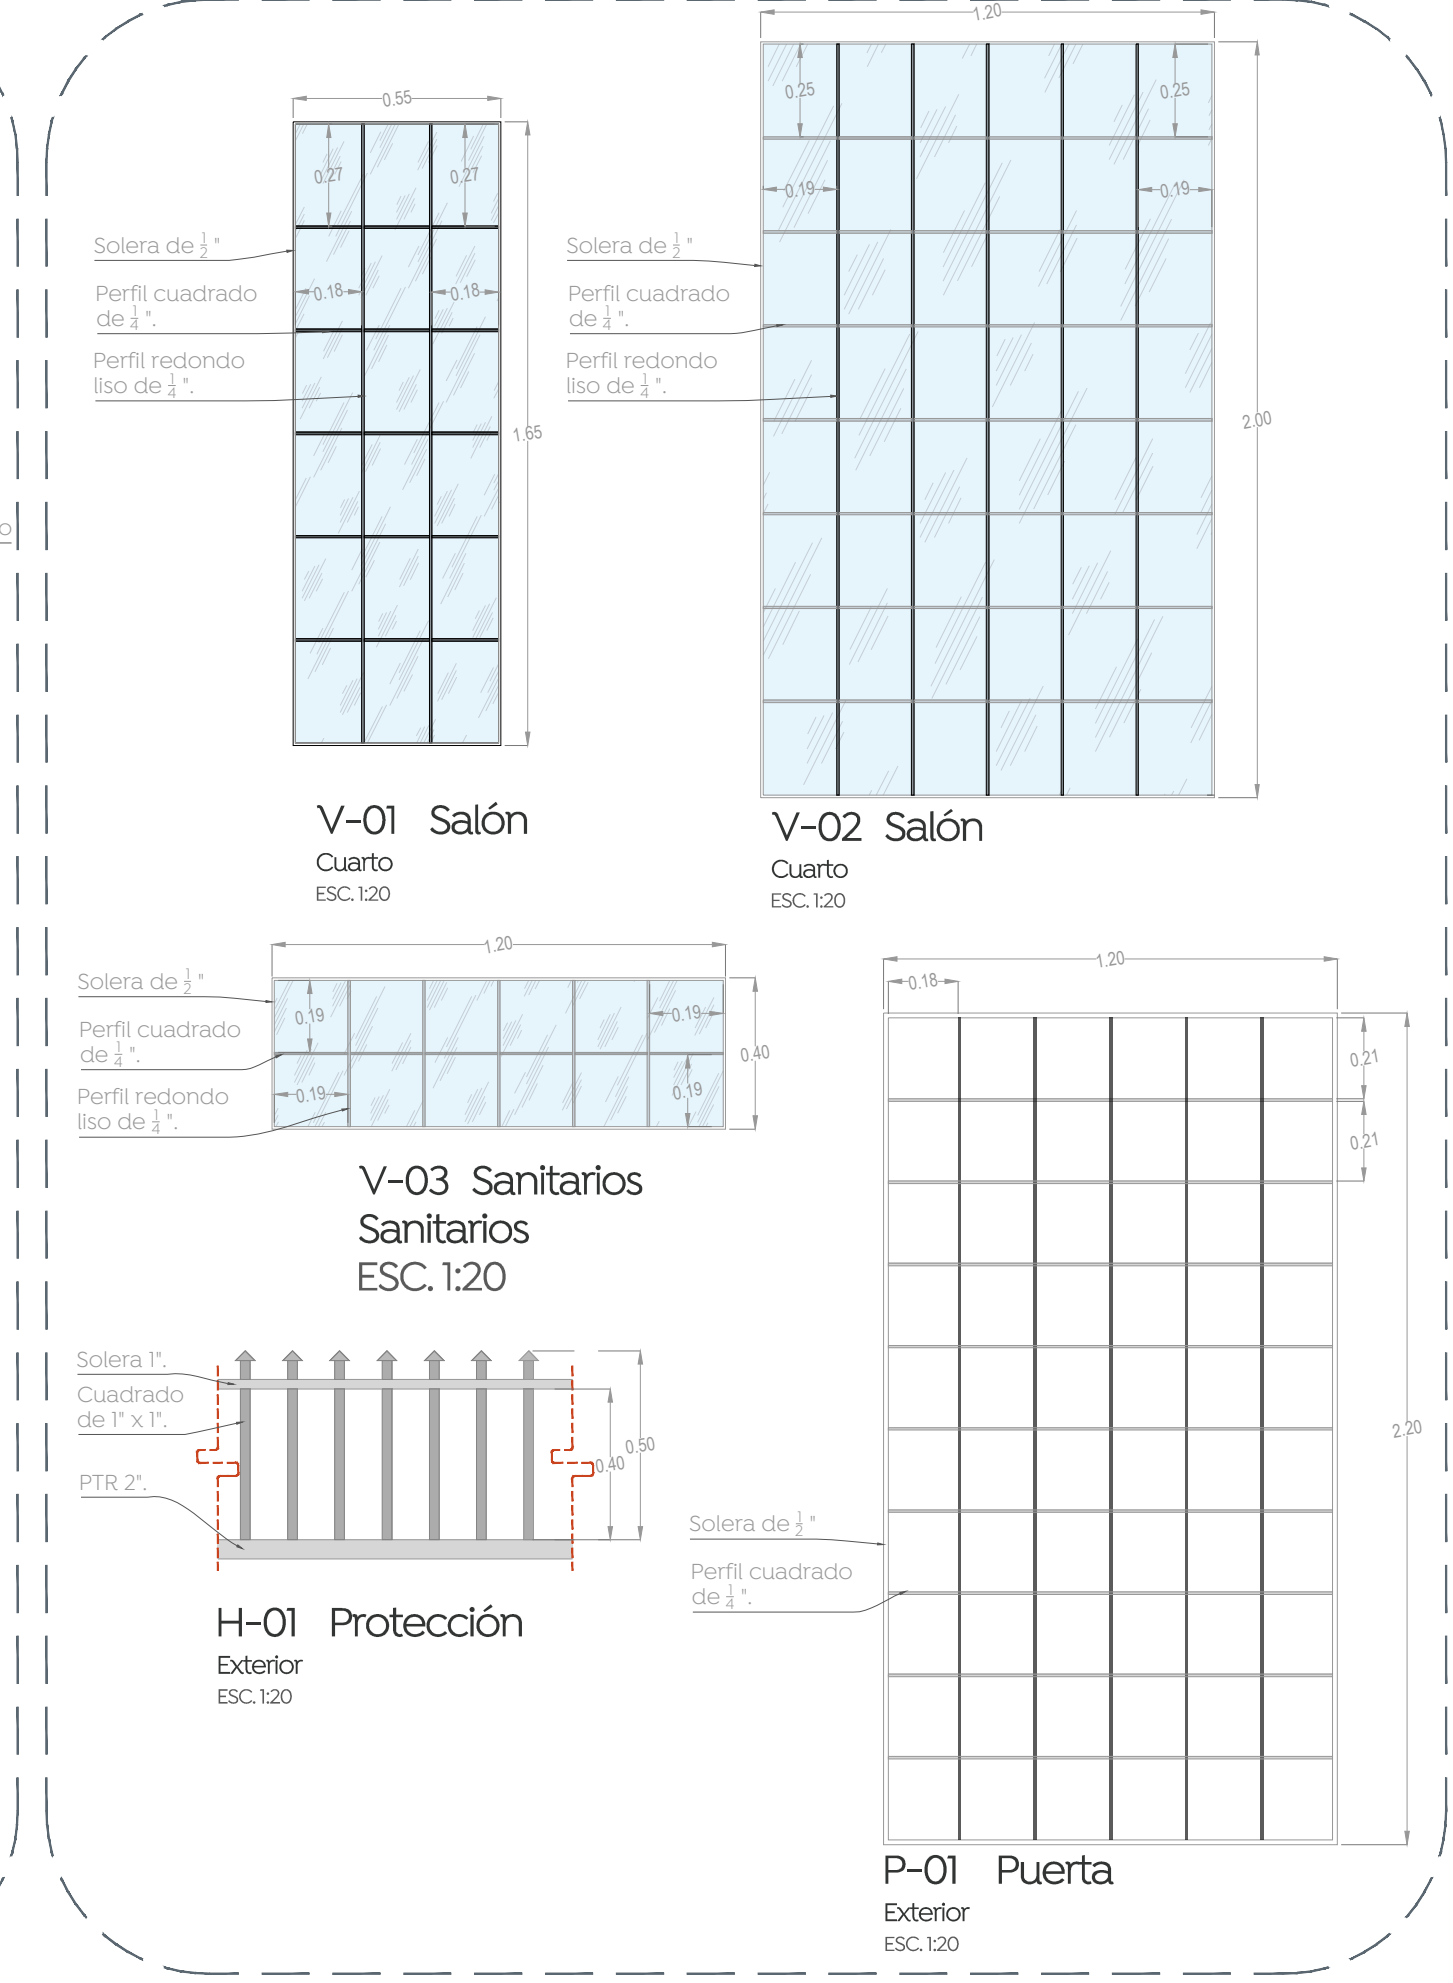 0.55
0.27
0.27
Solera de 1/2 "
0.18
0.18
Perfil cuadrado
de 1/4 ".
Perfil redondo
liso de 1/4 ".
1.65
V-01 Salón
Cuarto
ESC. 1:20
1.20
0.25
0.25
0.19
0.19
Solera de 1/2 "
Perfil cuadrado
de 1/4 ".
Perfil redondo
liso de 1/4 ".
2.00
V-02 Salón
Cuarto
ESC. 1:20
o
1.20
Solera de 1/2 "
0.19
0.19
Perfil cuadrado
de 1/4 ".
0.40
0.19
0.19
Perfil redondo
liso de 1/4 ".
V-03 Sanitarios
Sanitarios
ESC. 1:20
Solera 1".
Cuadrado
de 1" x 1".
0.50
0.40
PTR 2".
H-01 Protección
Exterior
ESC. 1:20
1.20
0.18
0.21
0.21
2.20
Solera de 1/2 "
Perfil cuadrado
de 1/4 ".
P-01 Puerta
Exterior
ESC. 1:20